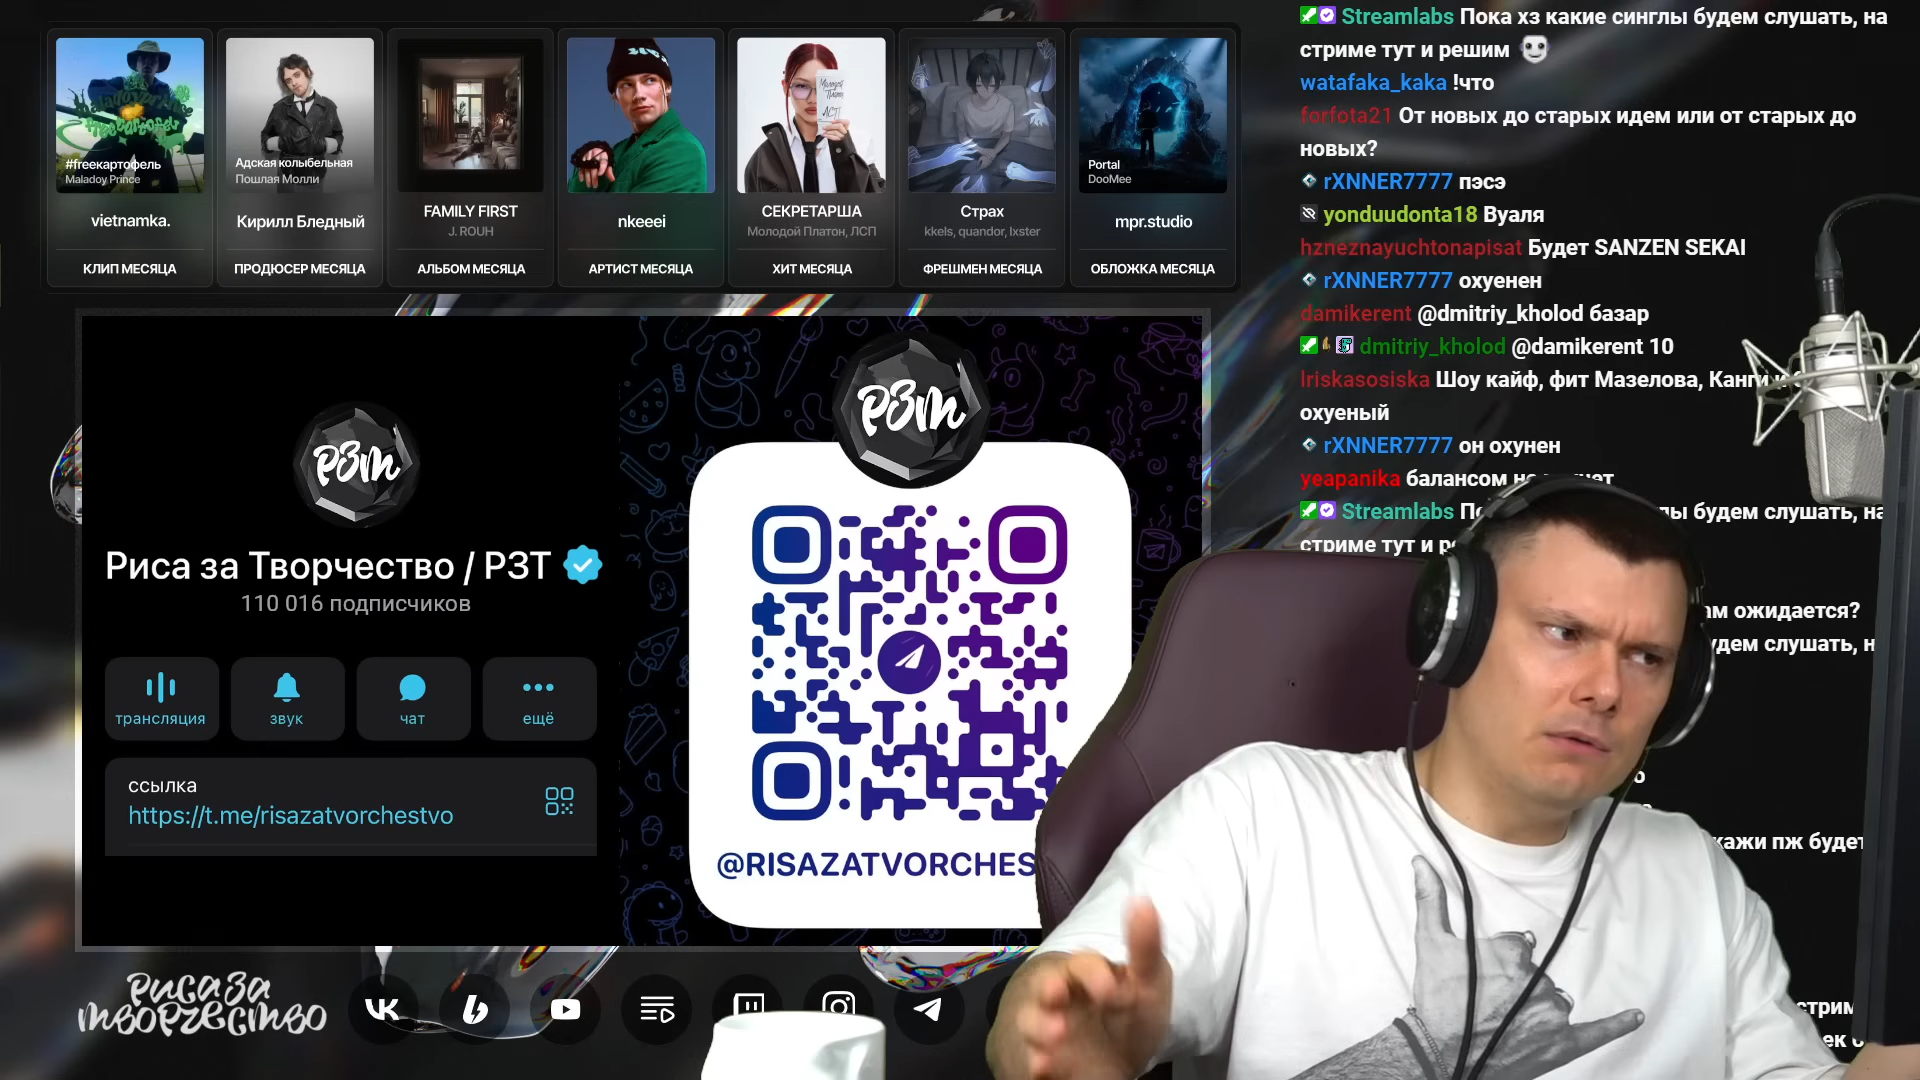 #freeкартофель
Maladoy Prince
vietnamka.
КЛИП МЕСЯЦА
Адская колыбельная
Пошлая Молли
Кирилл Бледный
ПРОДЮСЕР МЕСЯЦА
FAMILY FIRST
J. ROUH
АЛЬБОМ МЕСЯЦА
nkeeei
АРТИСТ МЕСЯЦА
СЕКРЕТАРША
Молодой Платон, ЛСП
ХИТ МЕСЯЦА
Страх
kkels, quandor, lxster
ФРЕШМЕН МЕСЯЦА
Portal
DooMee
mpr.studio
ОБЛОЖКА МЕСЯЦА
РЗТ
Риса за Творчество / РЗТ
110 016 подписчиков
трансляция
звук
чат
ещё
ссылка
https://t.me/risazatvorchestvo
РЗТ
@RISAZATVORCHES
Риса За
Творчество
Streamlabs Пока хз какие синглы будем слушать, на
стриме тут и решим
watafaka_kaka !что
forfota21 От новых до старых идем или от старых до
новых?
rXNNER7777 пэсэ
yonduudonta18 Вуаля
hzneznayuchtonapisat Будет SANZEN SEKAI
rXNNER7777 охуенен
damikerent @dmitriy_kholod базар
dmitriy_kholod @damikerent 10
Iriskasosiska Шоу кайф, фит Мазелова, Канги и
охуеный
rXNNER7777 он охунен
yeapanika балансом
Streamlabs будем слушать, на
стриме тут и
ожидается?
слушать,
пж будет